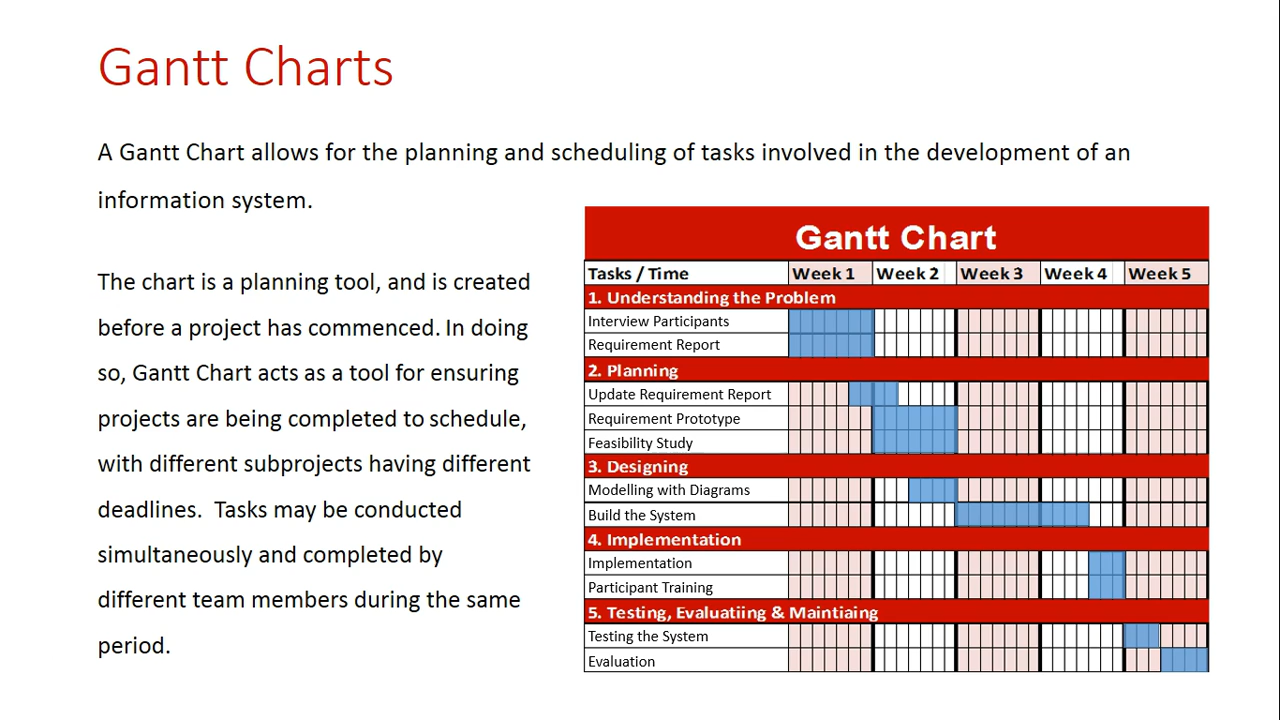 Gantt Charts
A Gantt Chart allows for the planning and scheduling of tasks involved in the development of an
information system.
The chart is a planning tool, and is created
before a project has commenced. In doing
so, Gantt Chart acts as a tool for ensuring
projects are being completed to schedule,
with different subprojects having different
deadlines.  Tasks may be conducted
simultaneously and completed by
different team members during the same
period.
Gantt Chart
Tasks / Time Week 1 Week 2 Week 3 Week 4 Week 5
1. Understanding the Problem
Interview Participants
Requirement Report
2. Planning
Update Requirement Report
Requirement Prototype
Feasibility Study
3. Designing
Modelling with Diagrams
Build the System
4. Implementation
Implementation
Participant Training
5. Testing, Evaluatiing & Maintiaing
Testing the System
Evaluation